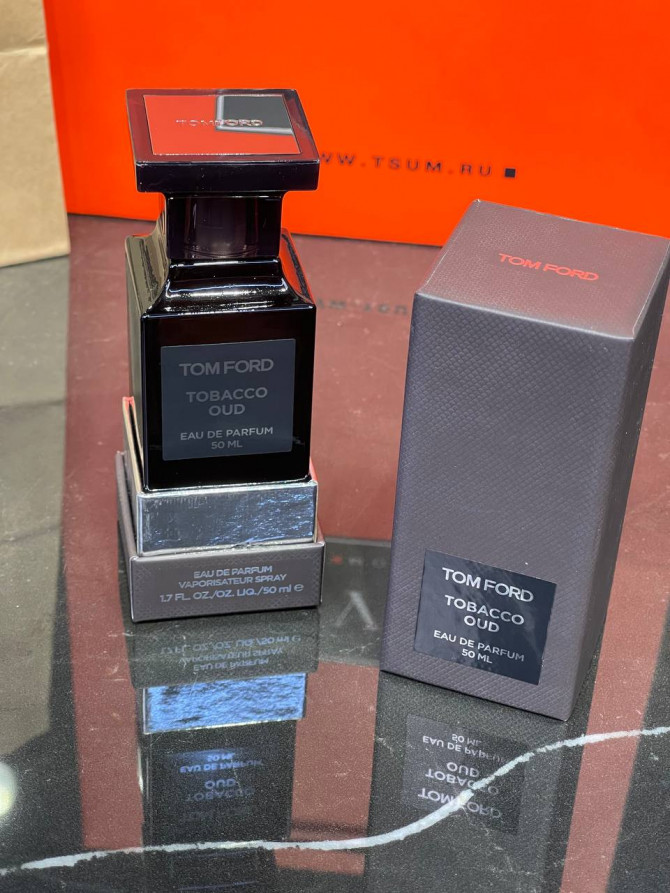 WW.TSUM.RU
TOM FORD
TOM FORD
TOM FORD
TOBACCO
OUD
EAU DE PARFUM
50 ML
EAU DE PARFUM
VAPORISATEUR SPRAY
1.7 FL. OZ./OZ. LIQ./50 ml e
TOM FORD
TOBACCO
OUD
EAU DE PARFUM
50 ML